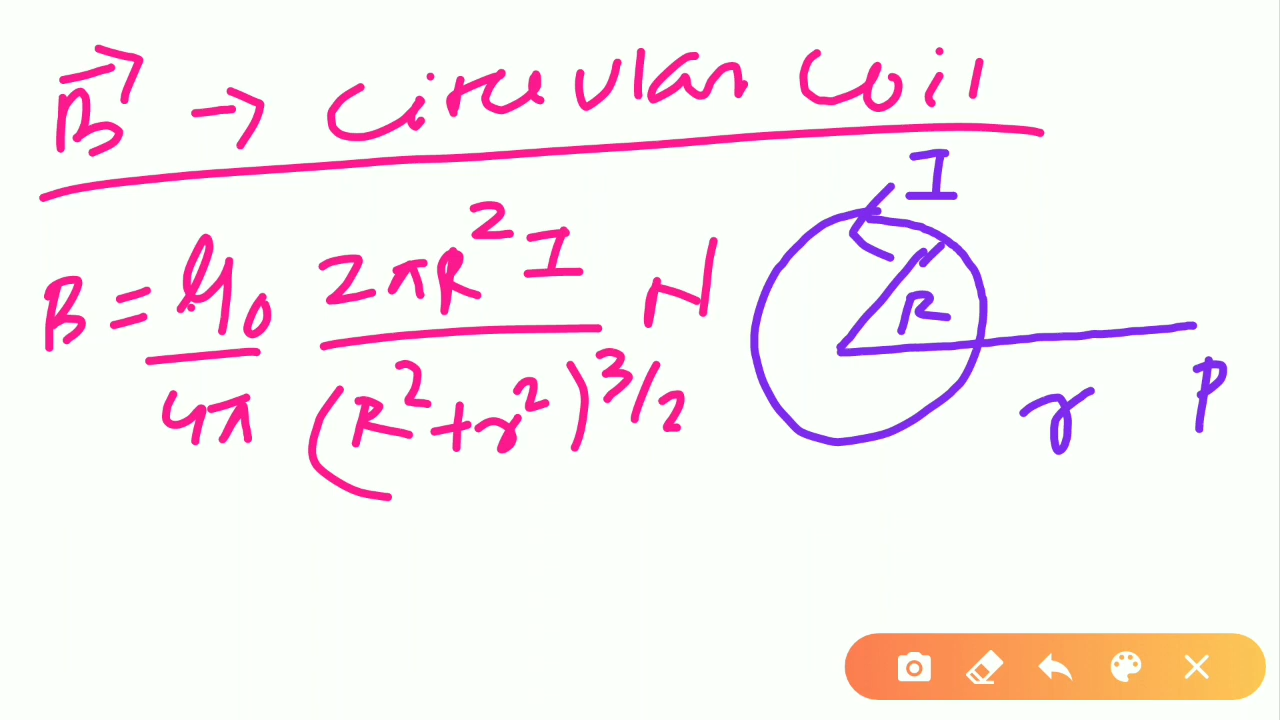 B → Circular coil
B = μ₀/4π 2πR²I/(R²+r²)^3/2 N
I
R
r
P